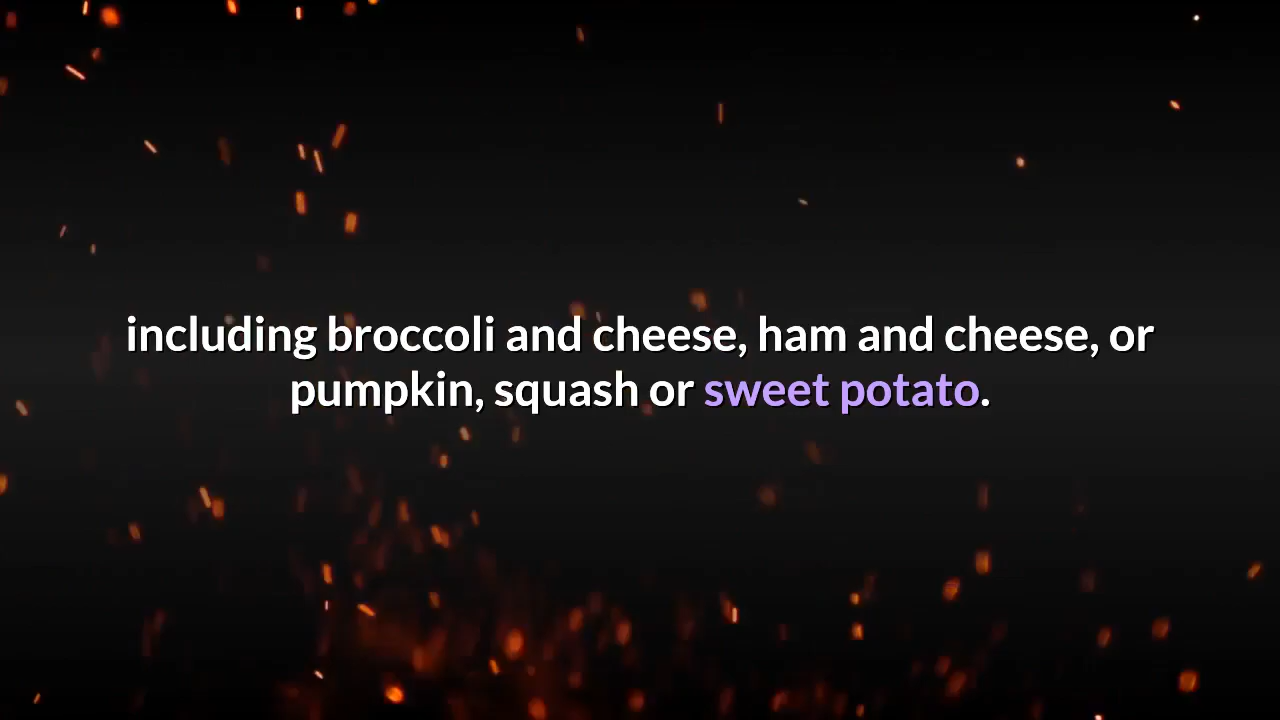 including broccoli and cheese, ham and cheese, or
pumpkin, squash or sweet potato.